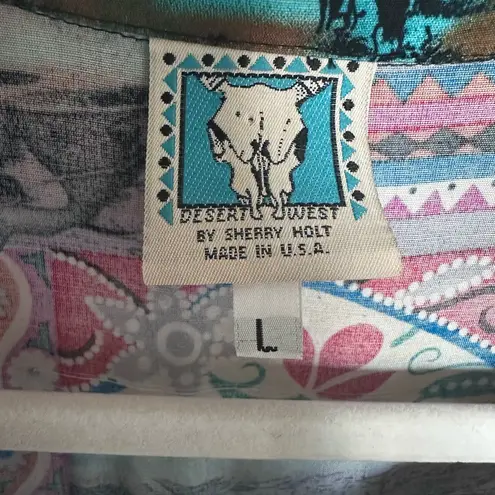 DESERT WEST
BY SHERRY HOLT
MADE IN U.S.A.
L